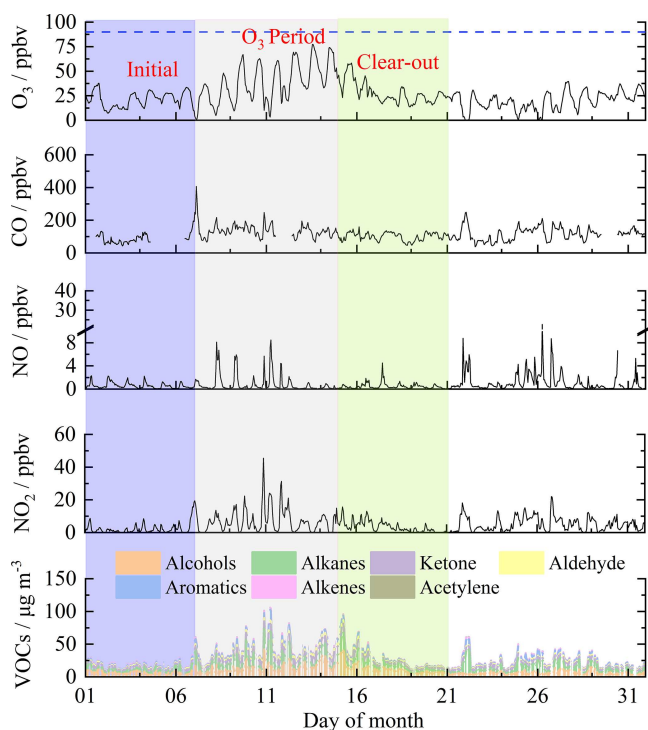 100
75
50
25
0
O₃ / ppbv
Initial
O₃ Period
Clear-out
600
400
200
0
CO / ppbv
40
30
8
4
0
NO / ppbv
60
40
20
0
NO₂ / ppbv
Alcohols Alkanes Ketone Aldehyde
Aromatics Alkenes Acetylene
150
100
50
0
VOCs / μg m⁻³
01 06 11 16 21 26 31
Day of month